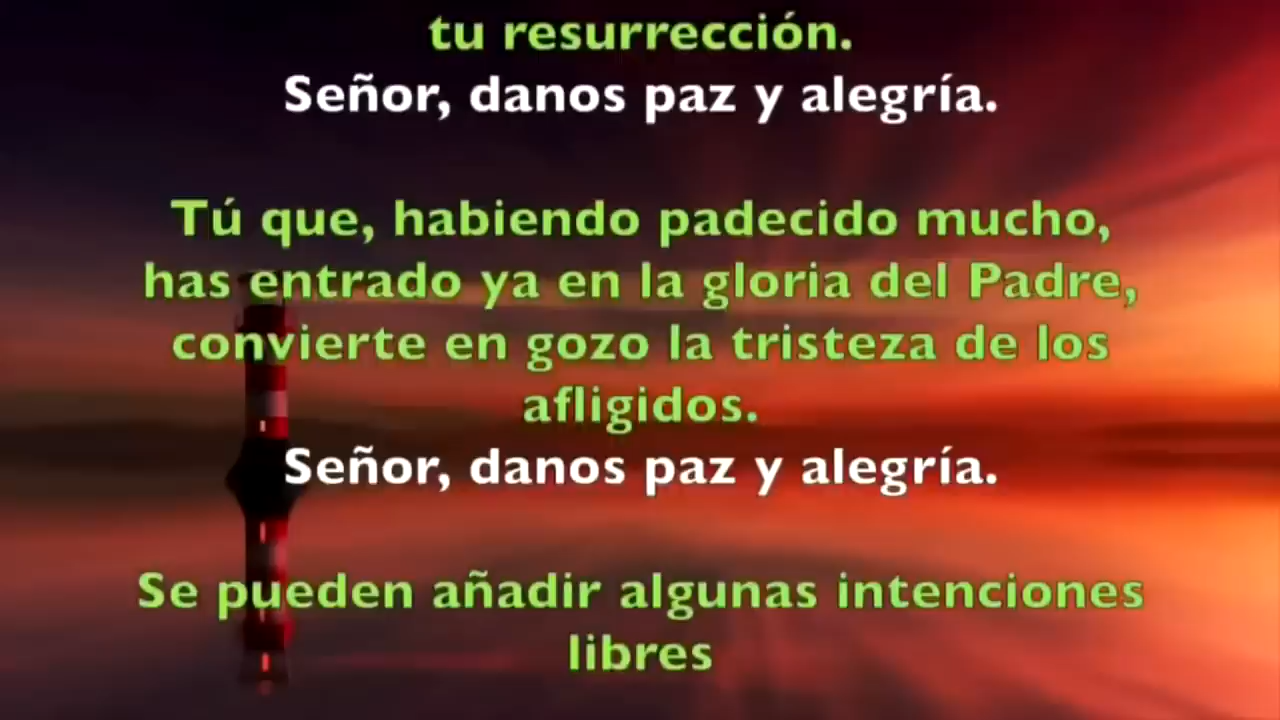 tu resurrección.
Señor, danos paz y alegría.
Tú que, habiendo padecido mucho,
has entrado ya en la gloria del Padre,
convierte en gozo la tristeza de los
afligidos.
Señor, danos paz y alegría.
Se pueden añadir algunas intenciones
libres